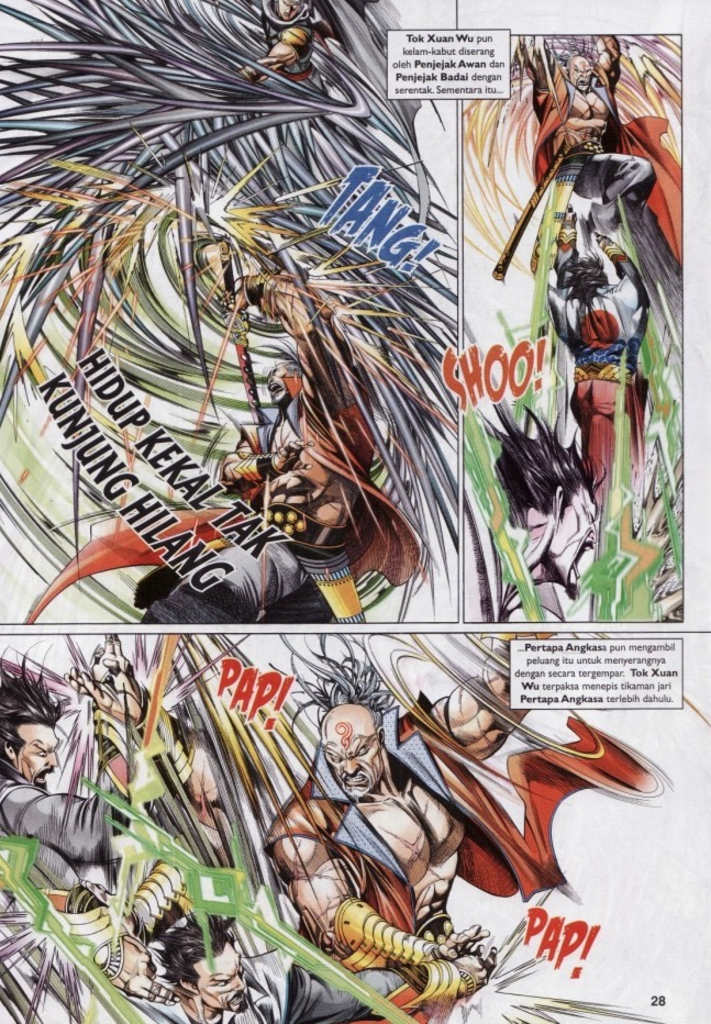 Tok Xuan Wu pun
kelam-kabut diserang
oleh Penjejak Awan dan
Penjejak Badai dengan
serentak. Sementara itu...
TANG!
SHOO!
HIDUP KEKAL TAK
KUNJUNG HILANG
...Pertapa Angkasa pun mengambil
peluang itu untuk menyerangnya
dengan secara tergempar. Tok Xuan
Wu terpaksa menepis tikaman jari
Pertapa Angkasa terlebih dahulu.
PAP!
PAP!
28